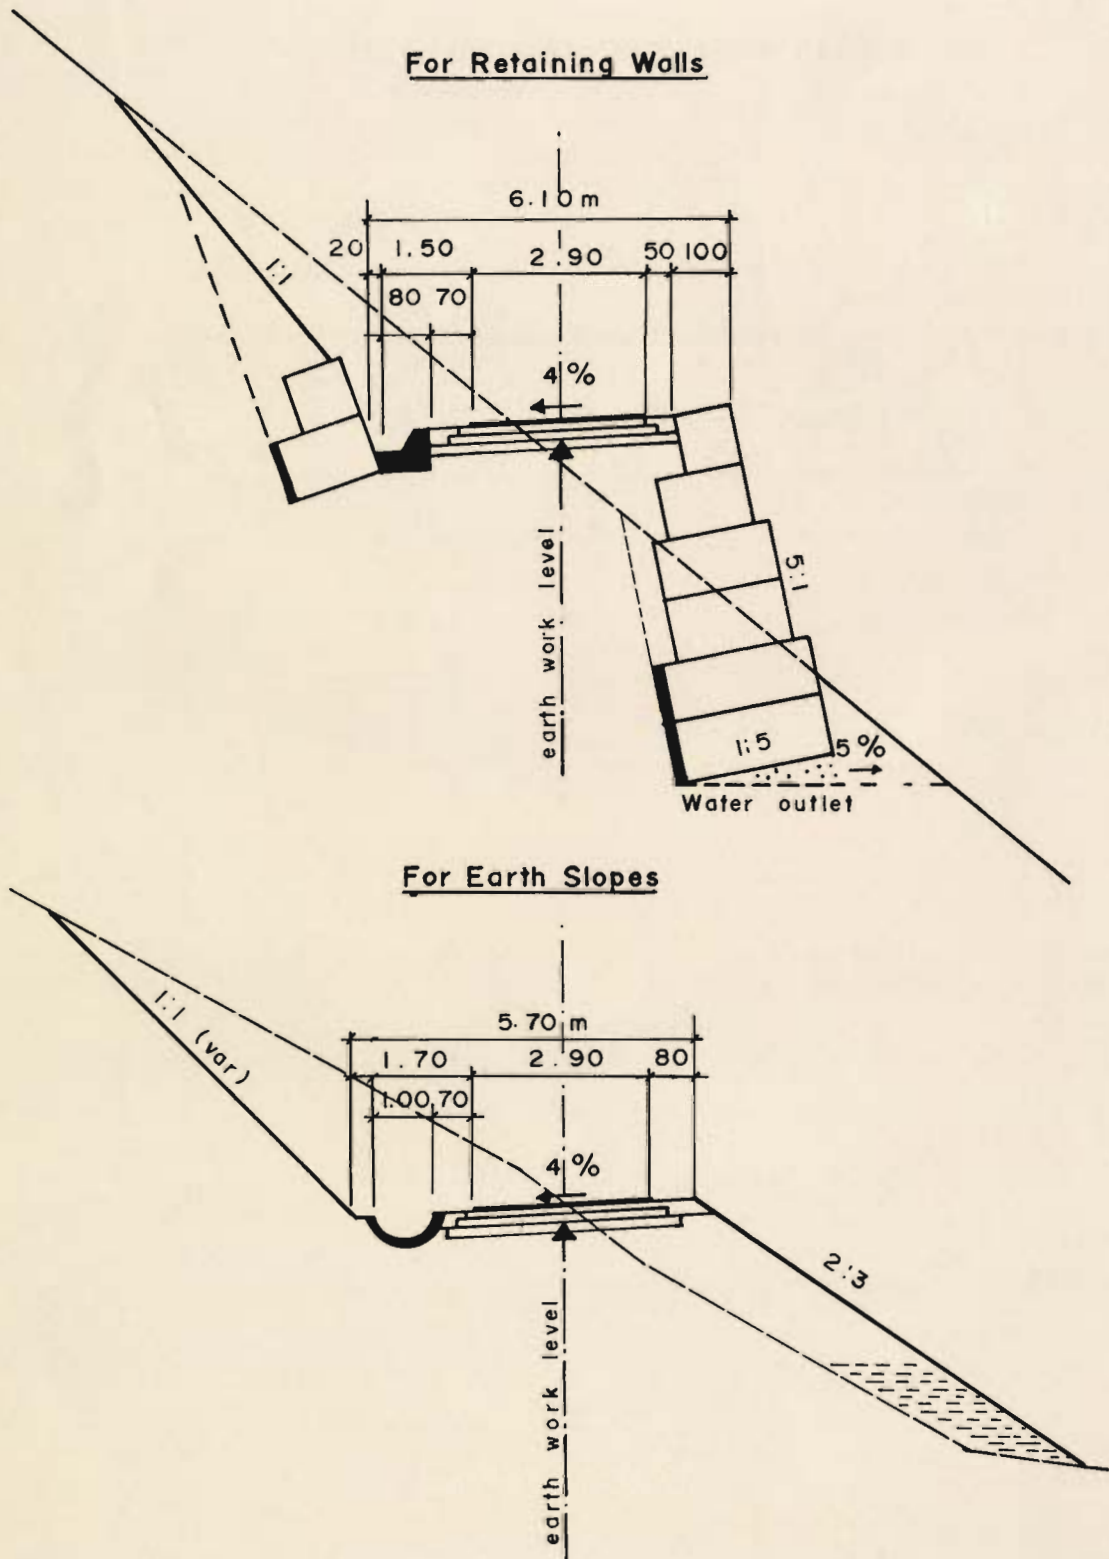 For Retaining Walls
6.10 m
20 1.50 2.90 50 100
80 70
1:1
4%
5:1
earth work level
1:5 5%
Water outlet
For Earth Slopes
5.70 m
1.70 2.90 80
1.00 70
1:1 (var)
4%
2:3
earth work level